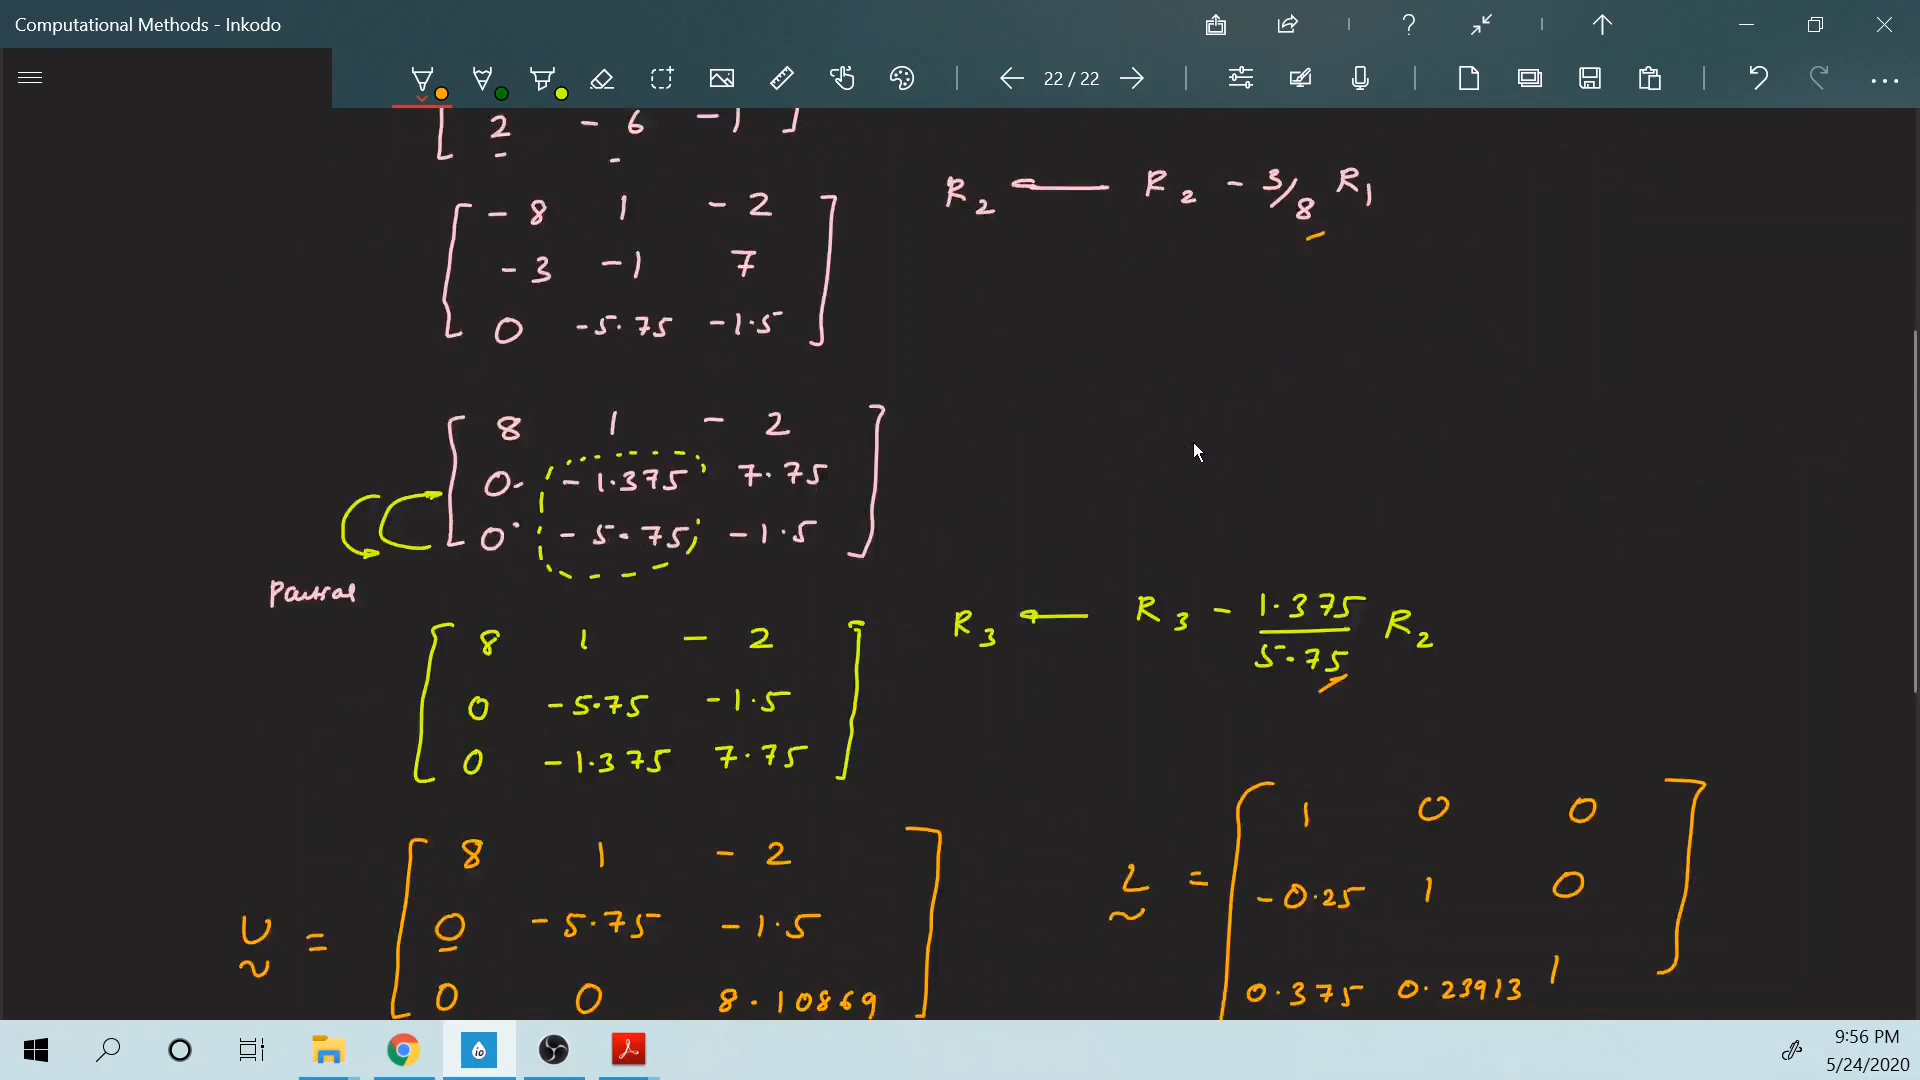 Computational Methods - Inkodo
22 / 22
2 - 6 -1
- 8 1 - 2
- 3 -1 7
0 -5.75 -1.5
R2 ← R2 - 3/8 R1
8 1 - 2
0 - 1.375 7.75
0 - 5.75 -1.5
Partial
8 1 - 2
0 -5.75 -1.5
0 -1.375 7.75
R3 ← R3 - 1.375/5.75 R2
U = 8 1 - 2
0 -5.75 -1.5
0 0 8.10869
L = 1 0 0
-0.25 1 0
0.375 0.23913 1
9:56 PM
5/24/2020